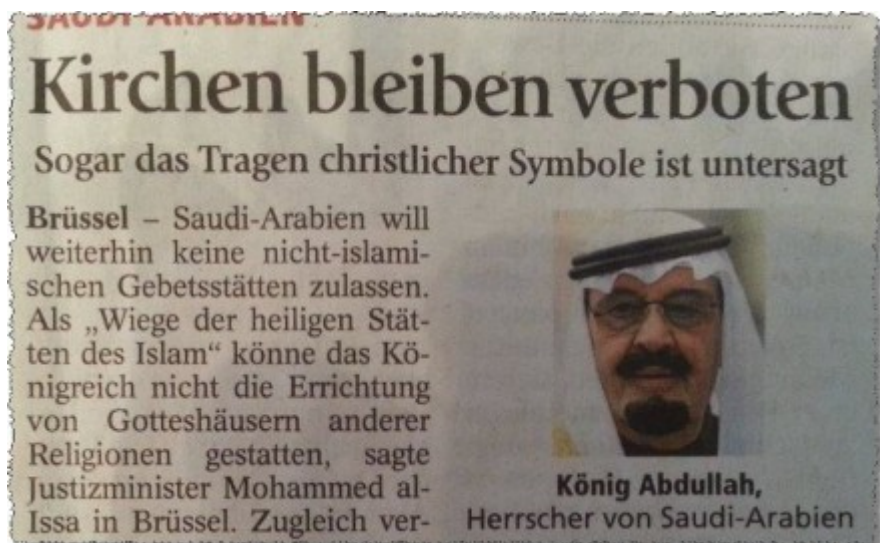 SAUDI-ARABIEN
Kirchen bleiben verboten
Sogar das Tragen christlicher Symbole ist untersagt
Brüssel – Saudi-Arabien will
weiterhin keine nicht-islami-
schen Gebetsstätten zulassen.
Als „Wiege der heiligen Stät-
ten des Islam“ könne das Kö-
nigreich nicht die Errichtung
von Gotteshäusern anderer
Religionen gestatten, sagte
Justizminister Mohammed al-
Issa in Brüssel. Zugleich ver-
König Abdullah,
Herrscher von Saudi-Arabien